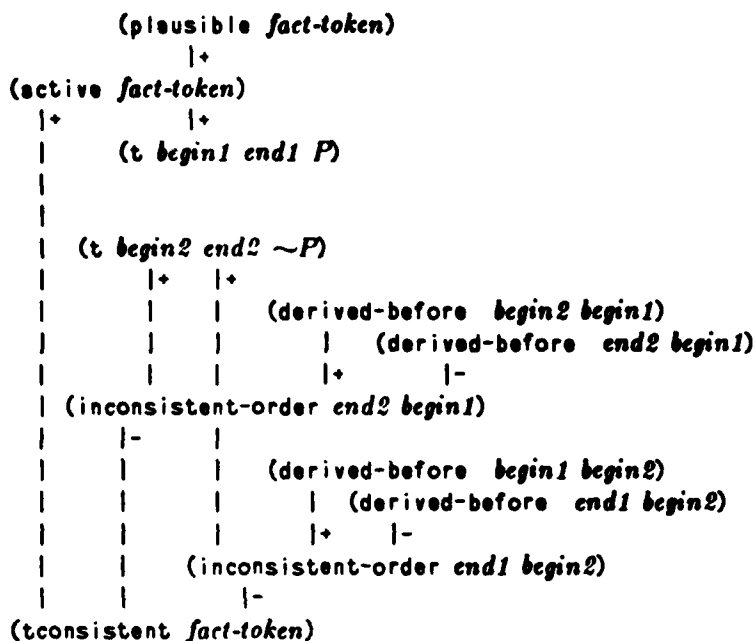 (plausible fact-token)
|+
(active fact-token)
|+ |+
| (t begin1 end1 P)
|
|
| (t begin2 end2 ~P)
| |+ |+
| | | (derived-before begin2 begin1)
| | | | (derived-before end2 begin1)
| | | |+ |-
| (inconsistent-order end2 begin1)
| |- |
| | | (derived-before begin1 begin2)
| | | | (derived-before end1 begin2)
| | | |+ |-
| | (inconsistent-order end1 begin2)
| | |-
(tconsistent fact-token)